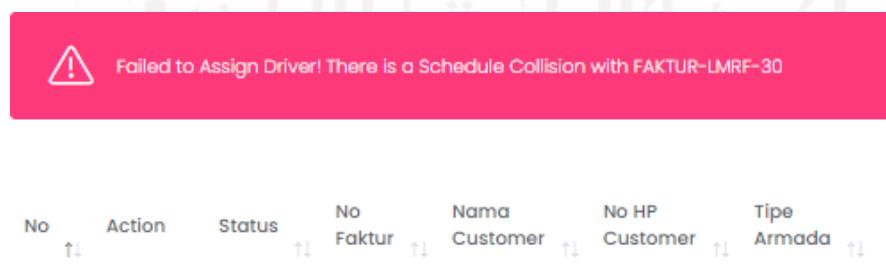 Failed to Assign Driver! There is a Schedule Collision with FAKTUR-LMRF-30
No Action Status No Faktur Nama Customer No HP Customer Tipe Armada